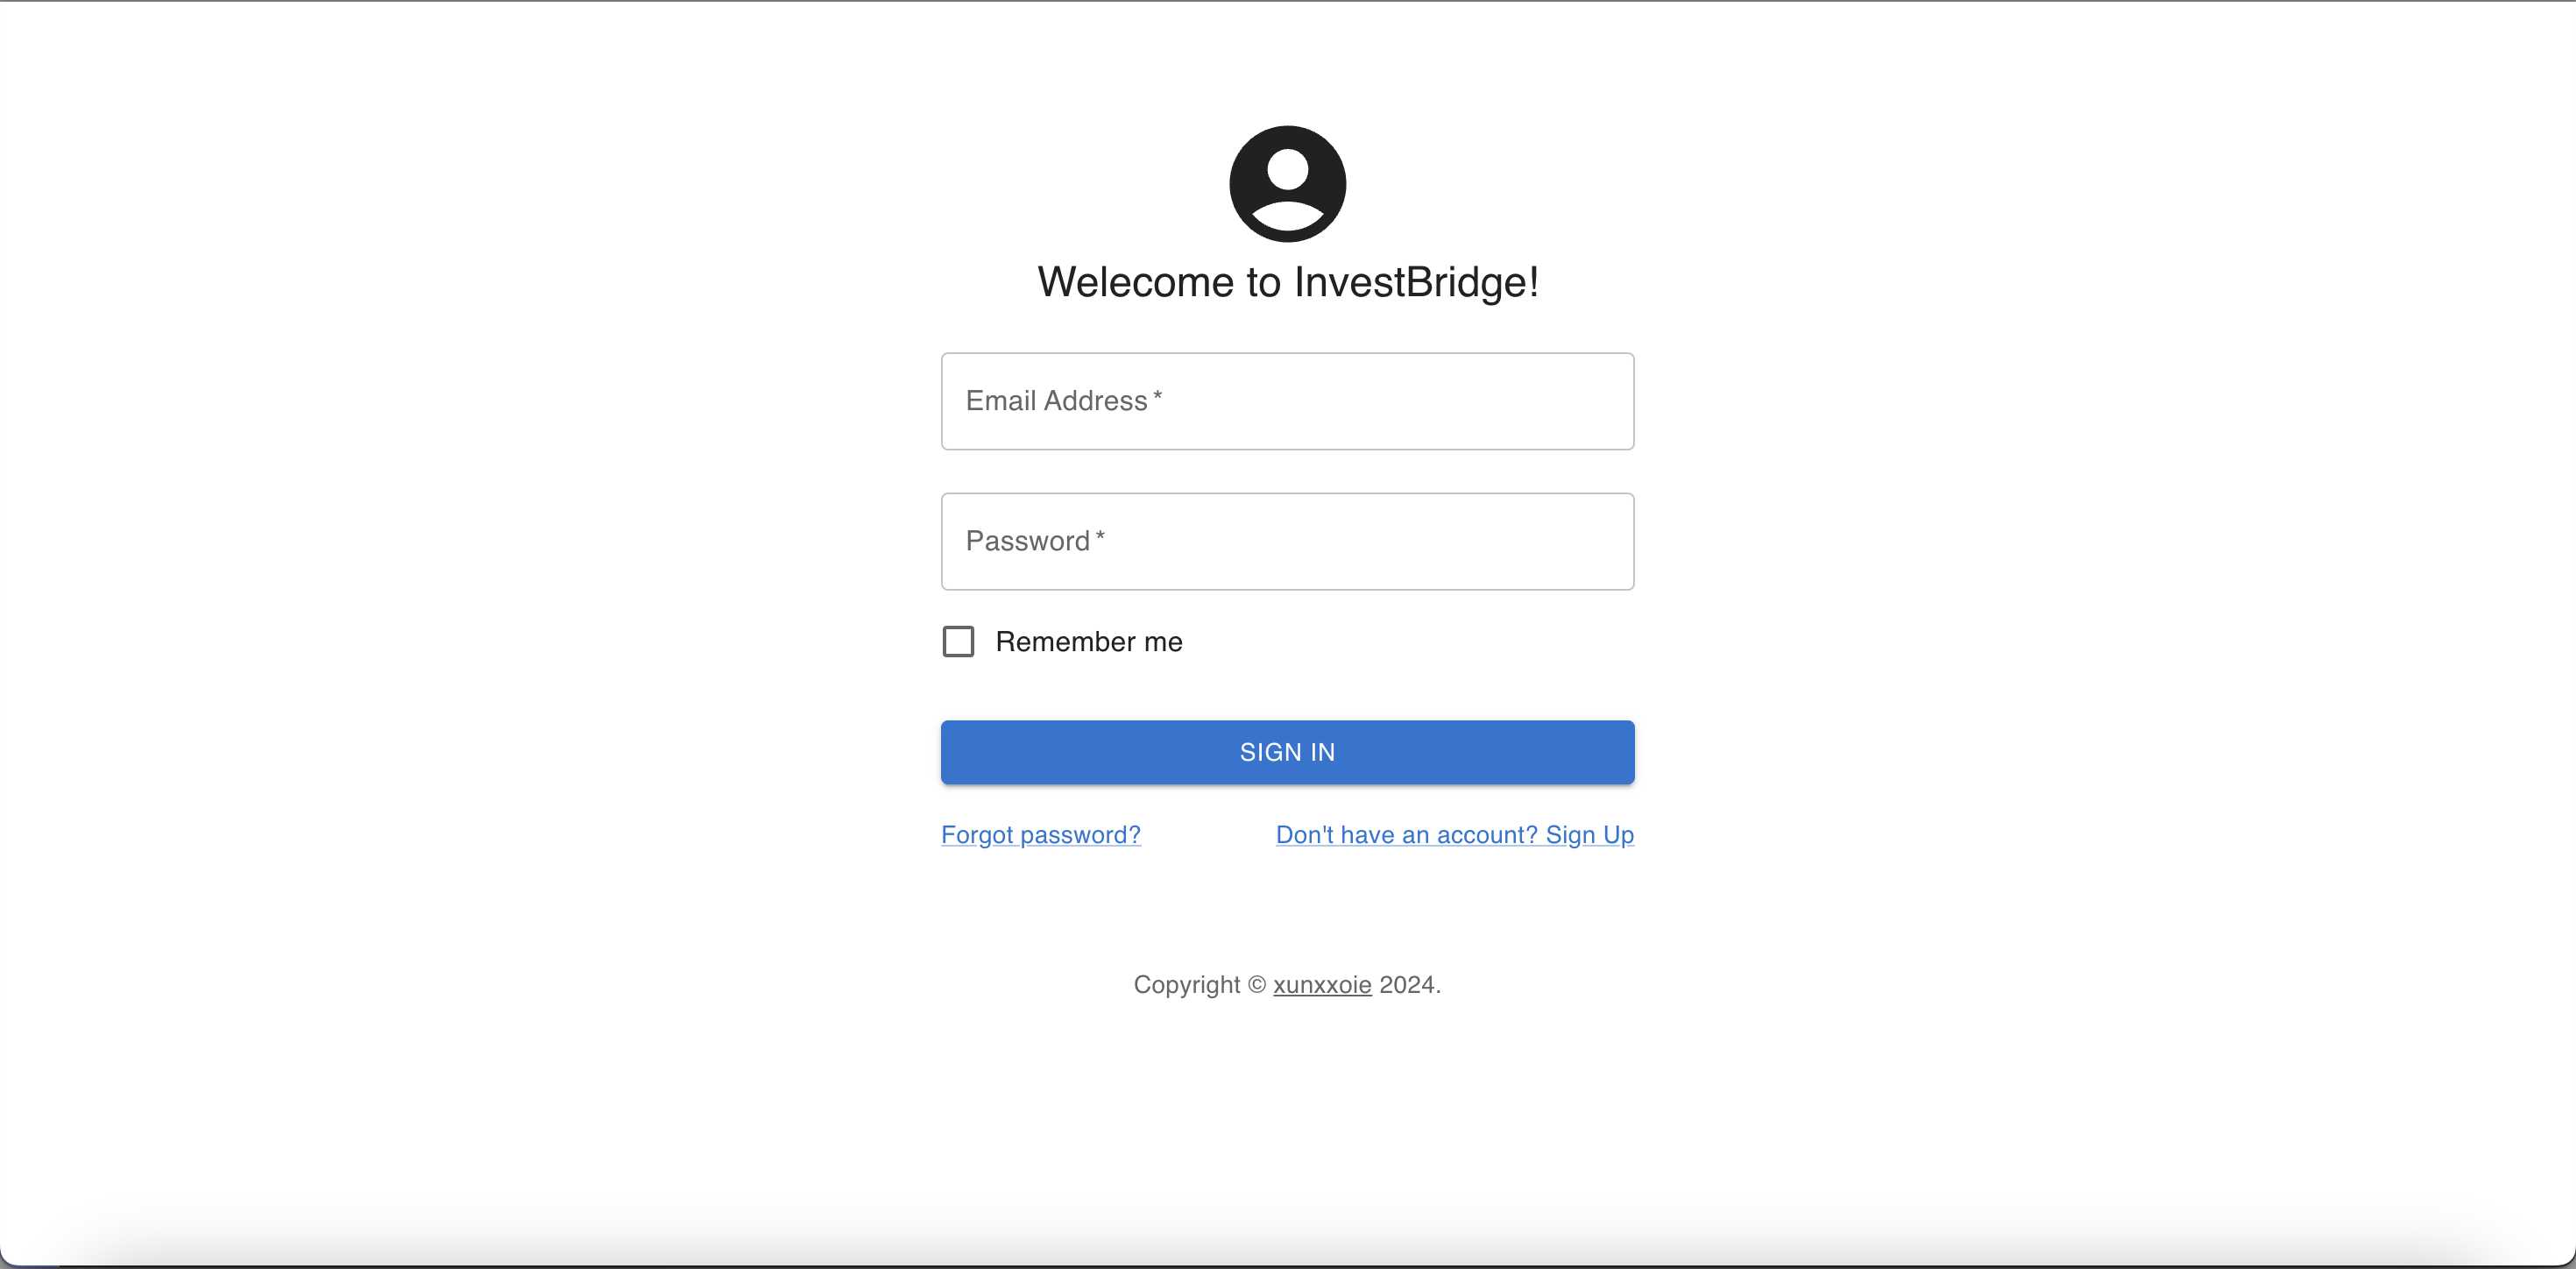 Welecome to InvestBridge!
Email Address *
Password *
Remember me
SIGN IN
Forgot password? Don't have an account? Sign Up
Copyright © xunxxoie 2024.